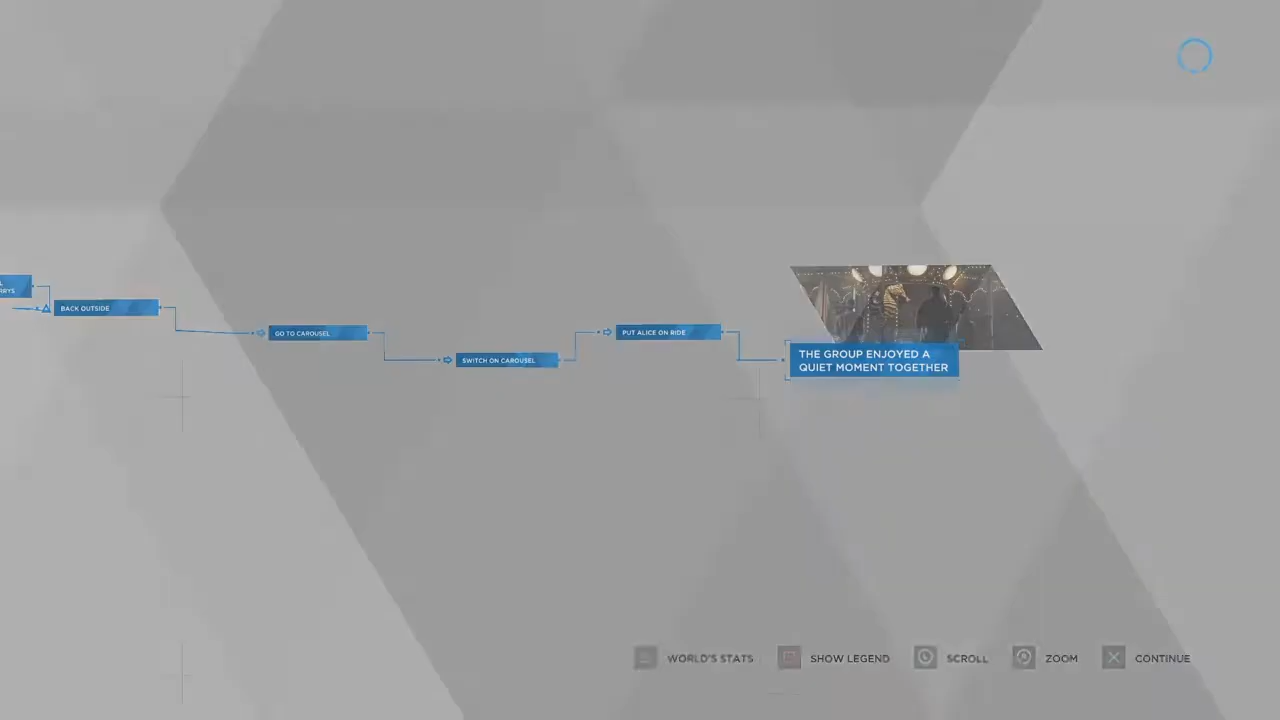 RRYS
BACK OUTSIDE
GO TO CAROUSEL
SWITCH ON CAROUSEL
PUT ALICE ON RIDE
THE GROUP ENJOYED A
QUIET MOMENT TOGETHER
WORLD'S STATS
SHOW LEGEND
SCROLL
ZOOM
CONTINUE